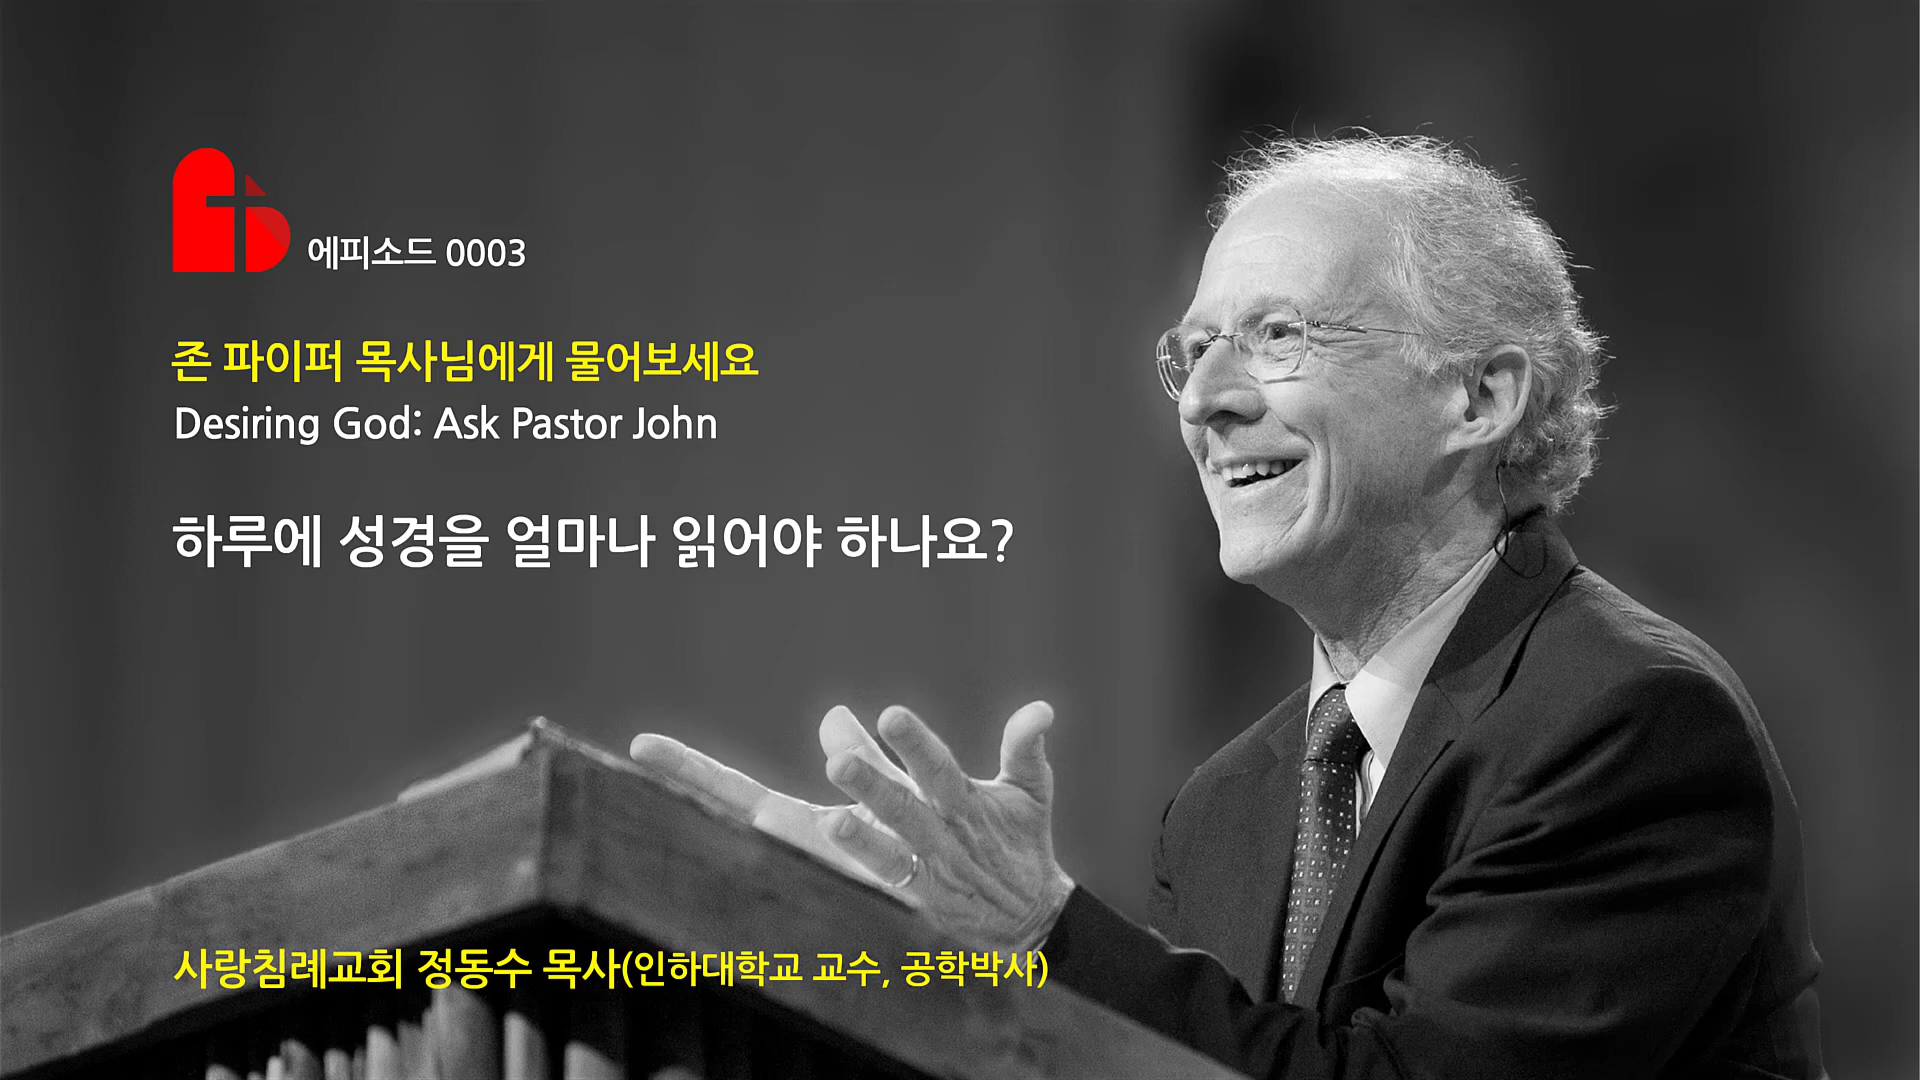 에피소드 0003
존 파이퍼 목사님에게 물어보세요
Desiring God: Ask Pastor John
하루에 성경을 얼마나 읽어야 하나요?
사랑침례교회 정동수 목사(인하대학교 교수, 공학박사)